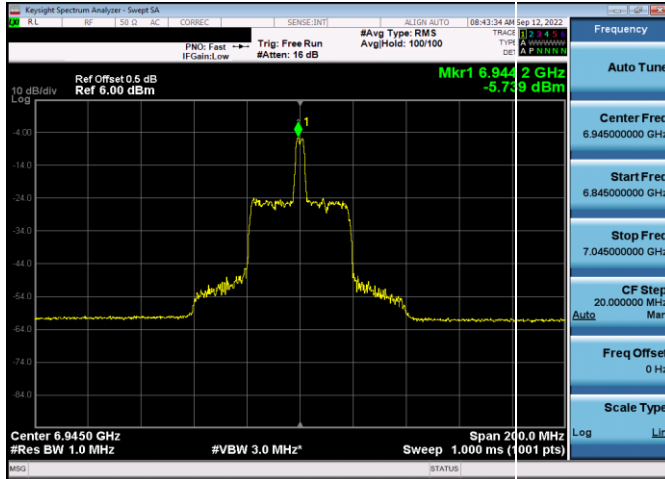 Keysight Spectrum Analyzer - Swept SA
RL RF 50 Ω AC CORREC SENSE:INT ALIGN AUTO 08:43:34 AM Sep 12, 2022
PNO: Fast
IFGain:Low
Trig: Free Run
#Atten: 16 dB
#Avg Type: RMS
Avg|Hold: 100/100
TRACE 1 2 3 4 5 6
TYPE A WWWWW
DET A P N N N N
Ref Offset 0.5 dB
10 dB/div Ref 6.00 dBm
Log
Mkr1 6.944 2 GHz
-5.739 dBm
1
-4.00
-14.0
-24.0
-34.0
-44.0
-54.0
-64.0
-74.0
-84.0
Center 6.9450 GHz
#Res BW 1.0 MHz
#VBW 3.0 MHz*
Span 200.0 MHz
Sweep 1.000 ms (1001 pts)
MSG
STATUS
Frequency
Auto Tune
Center Freq
6.945000000 GHz
Start Freq
6.845000000 GHz
Stop Freq
7.045000000 GHz
CF Step
20.000000 MHz
Auto Man
Freq Offset
0 Hz
Scale Type
Log Lin